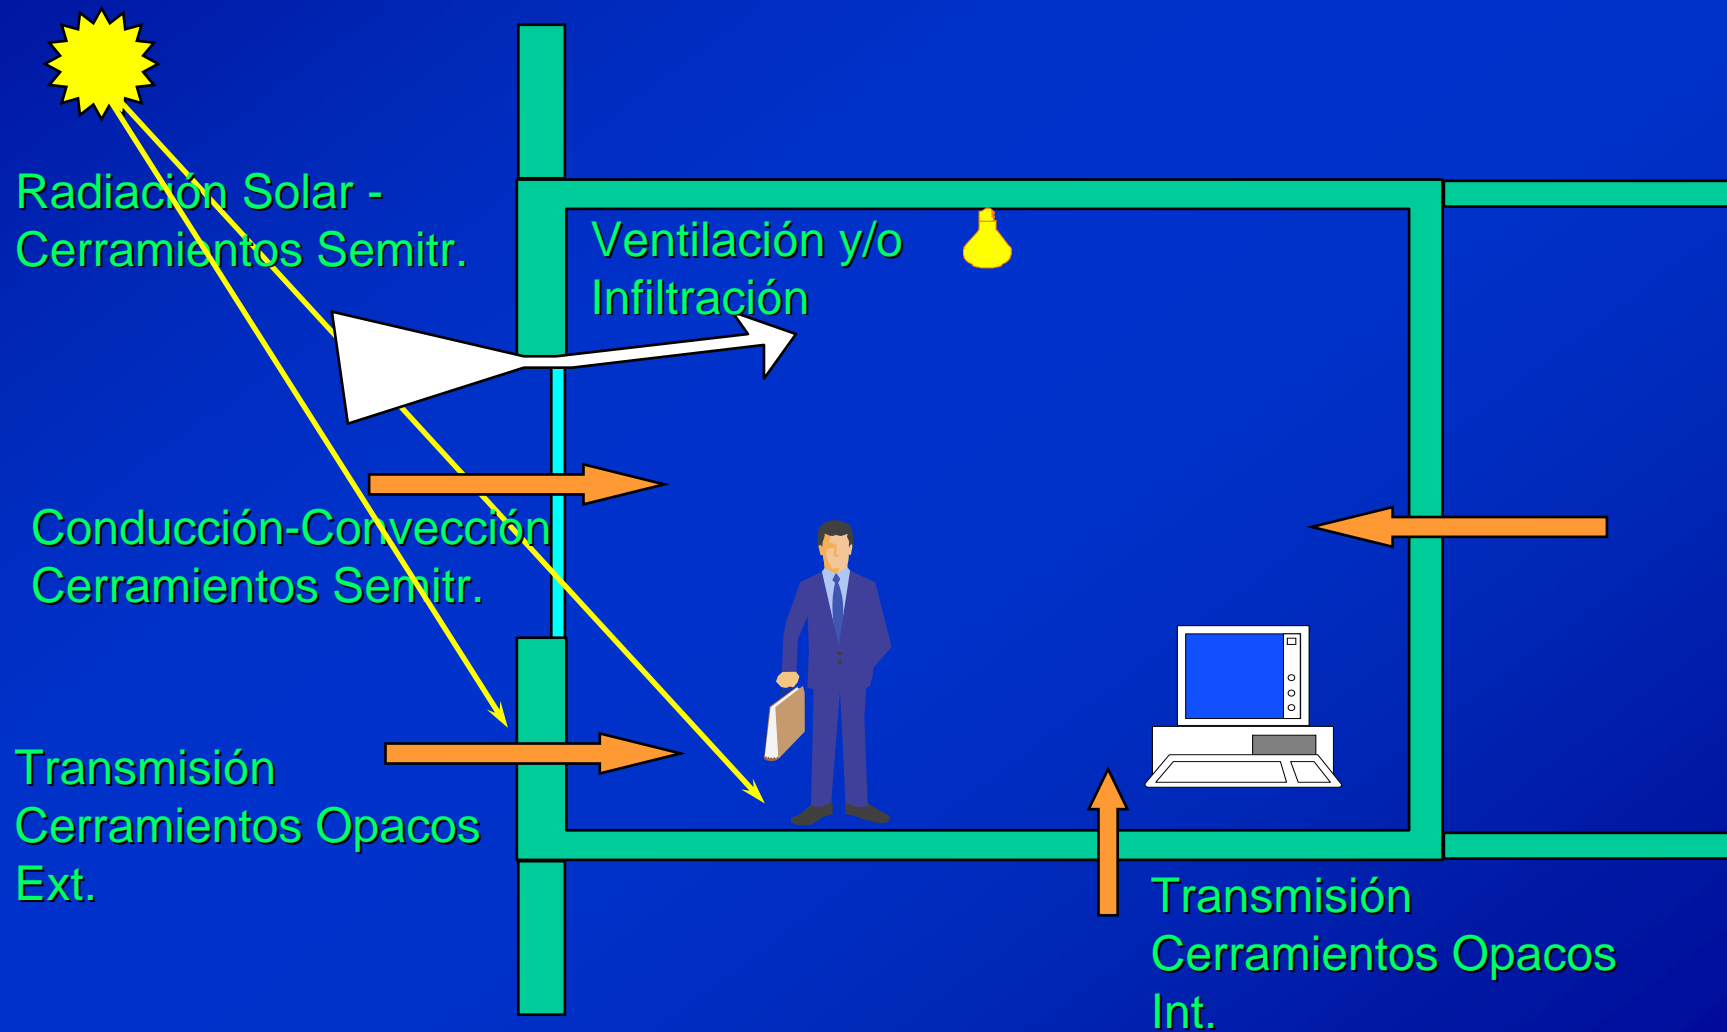 Radiación Solar -
Cerramientos Semitr.
Ventilación y/o
Infiltración
Conducción-Convección
Cerramientos Semitr.
Transmisión
Cerramientos Opacos
Ext.
Transmisión
Cerramientos Opacos
Int.